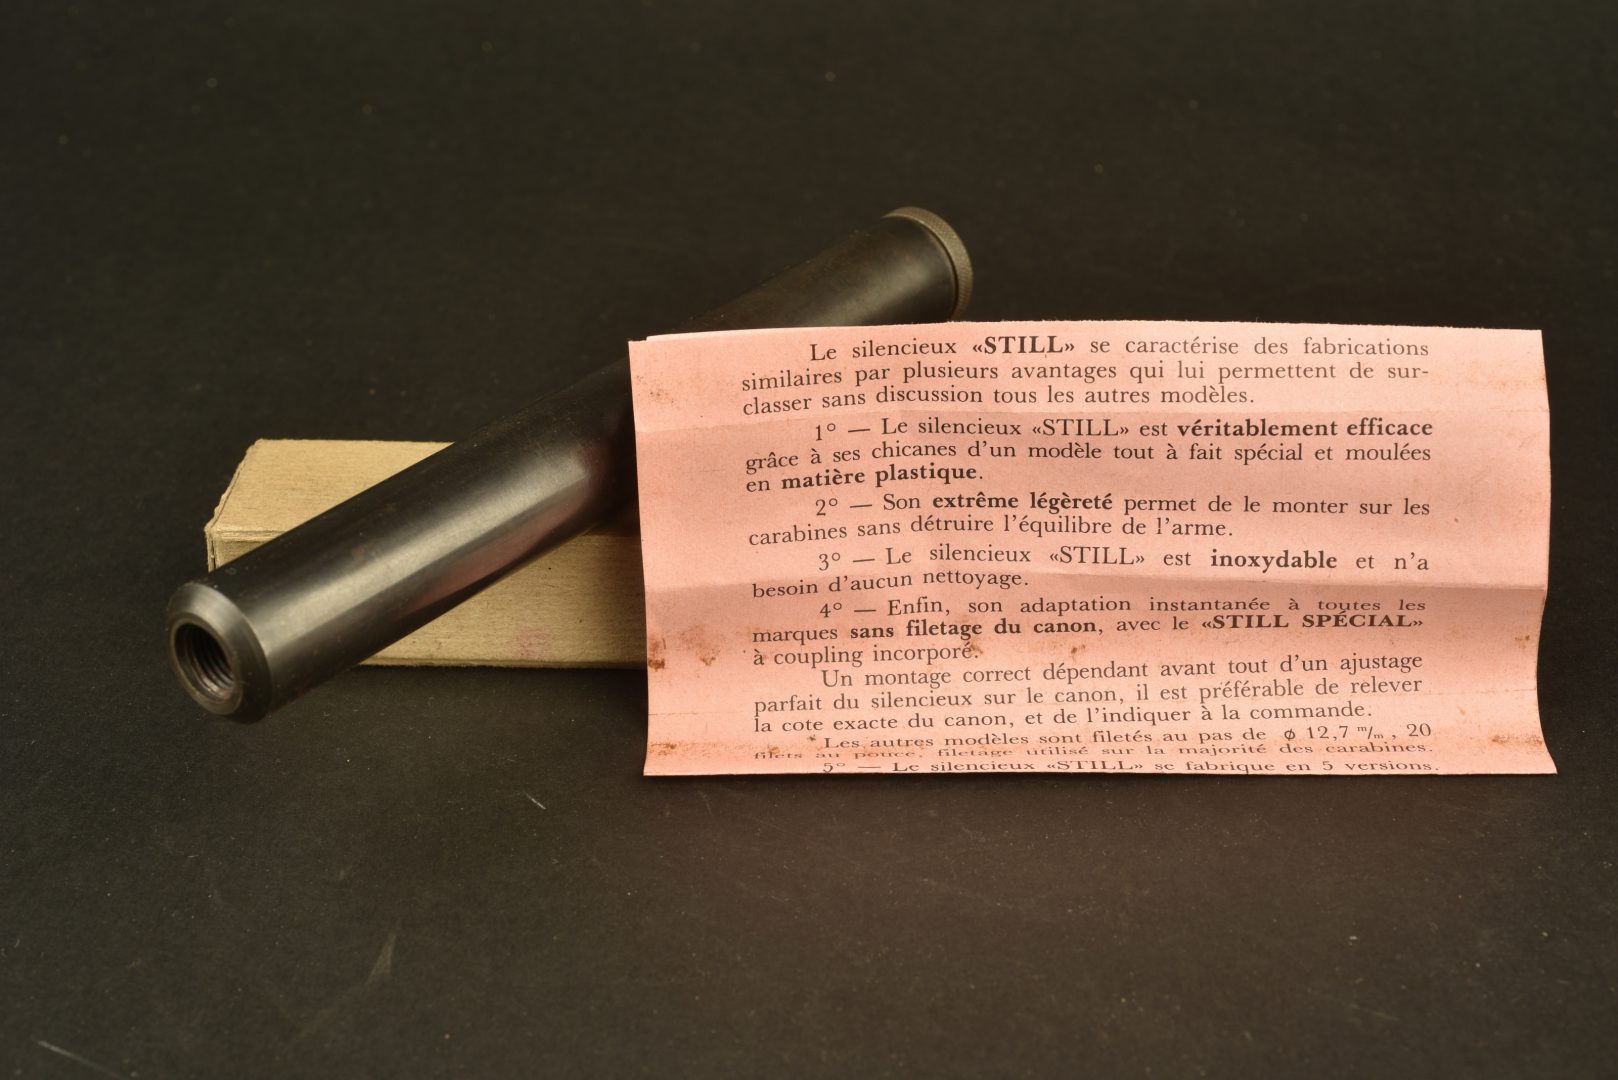 Le silencieux «STILL» se caractérise des fabrications
similaires par plusieurs avantages qui lui permettent de sur-
classer sans discussion tous les autres modèles.
1° — Le silencieux «STILL» est véritablement efficace
grâce à ses chicanes d'un modèle tout à fait spécial et moulées
en matière plastique.
2° — Son extrême légèreté permet de le monter sur les
carabines sans détruire l'équilibre de l'arme.
3° — Le silencieux «STILL» est inoxydable et n'a
besoin d'aucun nettoyage.
4° — Enfin, son adaptation instantanée à toutes les
marques sans filetage du canon, avec le «STILL SPÉCIAL»
à coupling incorporé.
Un montage correct dépendant avant tout d'un ajustage
parfait du silencieux sur le canon, il est préférable de relever
la cote exacte du canon, et de l'indiquer à la commande.
Les autres modèles sont filetés au pas de ϕ 12,7 m/m, 20
filets au pouce, filetage utilisé sur la majorité des carabines.
5° — Le silencieux «STILL» se fabrique en 5 versions.